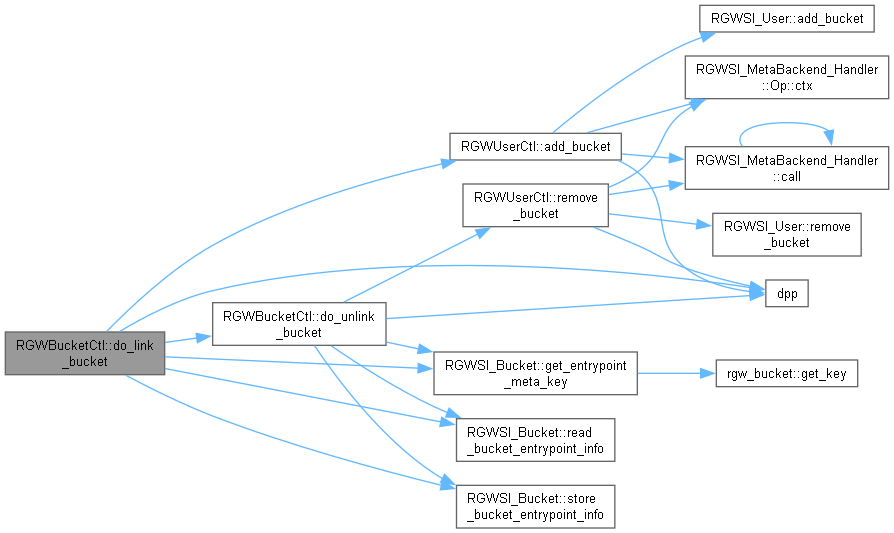 RGWSI_User::add_bucket
RGWSI_MetaBackend_Handler
::Op::ctx
RGWUserCtl::add_bucket
RGWSI_MetaBackend_Handler
::call
RGWUserCtl::remove
_bucket
RGWSI_User::remove
_bucket
dpp
RGWBucketCtl::do_unlink
_bucket
RGWBucketCtl::do_link
_bucket
RGWSI_Bucket::get_entrypoint
_meta_key
rgw_bucket::get_key
RGWSI_Bucket::read
_bucket_entrypoint_info
RGWSI_Bucket::store
_bucket_entrypoint_info